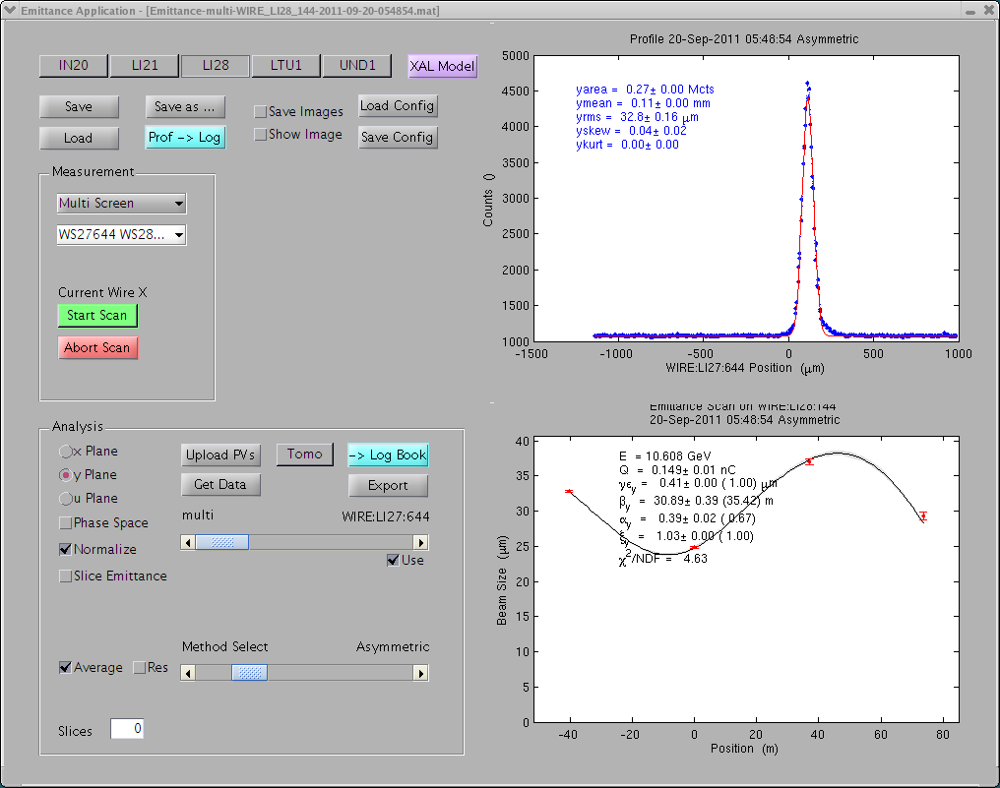 Emittance Application - [Emittance-multi-WIRE_LI28_144-2011-09-20-054854.mat]
IN20 LI21 LI28 LTU1 UND1 XAL Model
Save Save as ... Save Images Load Config
Load Prof -> Log Show Image Save Config
Measurement
Multi Screen
WS27644 WS28...
Current Wire X
Start Scan
Abort Scan
Analysis
x Plane
y Plane
u Plane
Phase Space
Normalize
Slice Emittance
Upload PVs Tomo -> Log Book
Get Data Export
multi WIRE:LI27:644
Use
Method Select Asymmetric
Average Res
Slices 0
Profile 20-Sep-2011 05:48:54 Asymmetric
yarea = 0.27± 0.00 Mcts
ymean = 0.11± 0.00 mm
yrms = 32.8± 0.16 μm
yskew = 0.04± 0.02
ykurt = 0.00± 0.00
Counts ()
5000
4500
4000
3500
3000
2500
2000
1500
1000
-1500 -1000 -500 0 500 1000
WIRE:LI27:644 Position (μm)
Emittance Scan on WIRE:LI28:144
20-Sep-2011 05:48:54 Asymmetric
E = 10.608 GeV
Q = 0.149± 0.01 nC
γε_y = 0.41± 0.00 ( 1.00) μm
β_y = 30.89± 0.39 (35.42) m
α_y = 0.39± 0.02 ( 0.67)
ξ_y = 1.03± 0.00 ( 1.00)
χ²/NDF = 4.63
Beam Size (μm)
40
35
30
25
20
15
10
5
0
-40 -20 0 20 40 60 80
Position (m)